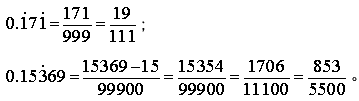 0.1̇71̇ = 171/999 = 19/111 ;
0.153̇69̇ = (15369－15)/99900 = 15354/99900 = 1706/11100 = 853/5500 。